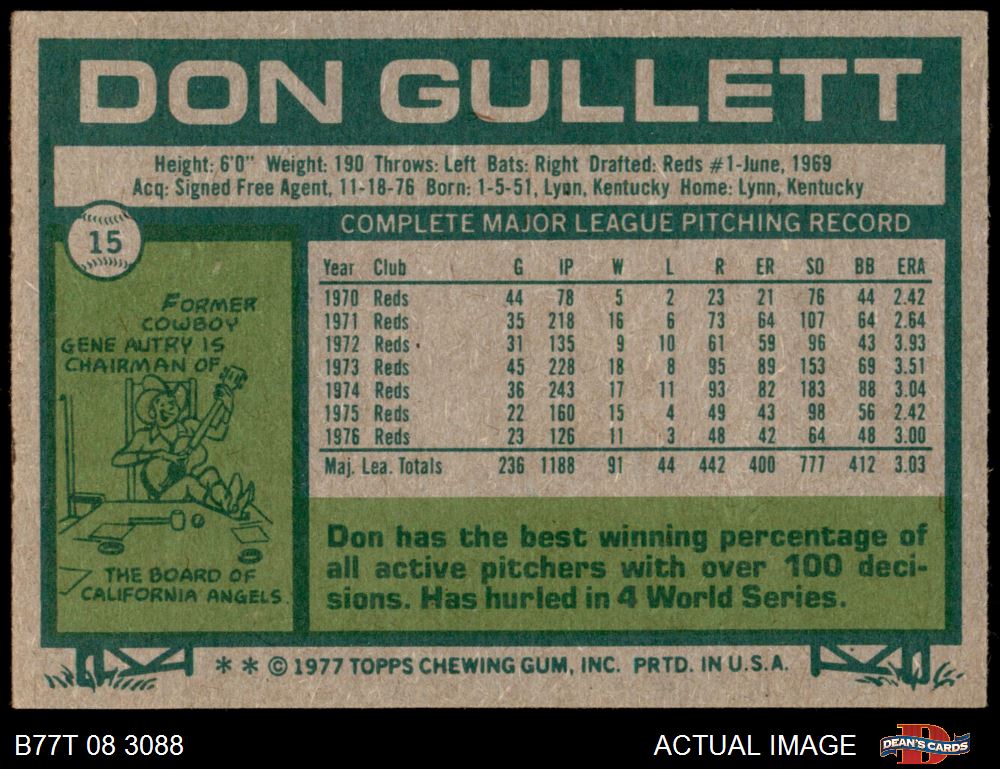 DON GULLETT
Height: 6'0" Weight: 190 Throws: Left Bats: Right Drafted: Reds #1-June, 1969
Acq: Signed Free Agent, 11-18-76 Born: 1-5-51, Lynn, Kentucky Home: Lynn, Kentucky
15
COMPLETE MAJOR LEAGUE PITCHING RECORD
Year Club G IP W L R ER SO BB ERA
1970 Reds 44 78 5 2 23 21 76 44 2.42
1971 Reds 35 218 16 6 73 64 107 64 2.64
1972 Reds 31 135 9 10 61 59 96 43 3.93
1973 Reds 45 228 18 8 95 89 153 69 3.51
1974 Reds 36 243 17 11 93 82 183 88 3.04
1975 Reds 22 160 15 4 49 43 98 56 2.42
1976 Reds 23 126 11 3 48 42 64 48 3.00
Maj. Lea. Totals 236 1188 91 44 442 400 777 412 3.03
FORMER
COWBOY
GENE AUTRY IS
CHAIRMAN OF
THE BOARD OF
CALIFORNIA ANGELS.
Don has the best winning percentage of
all active pitchers with over 100 deci-
sions. Has hurled in 4 World Series.
* * © 1977 TOPPS CHEWING GUM, INC. PRTD. IN U.S.A.
B77T 08 3088
ACTUAL IMAGE
DEAN'S CARDS